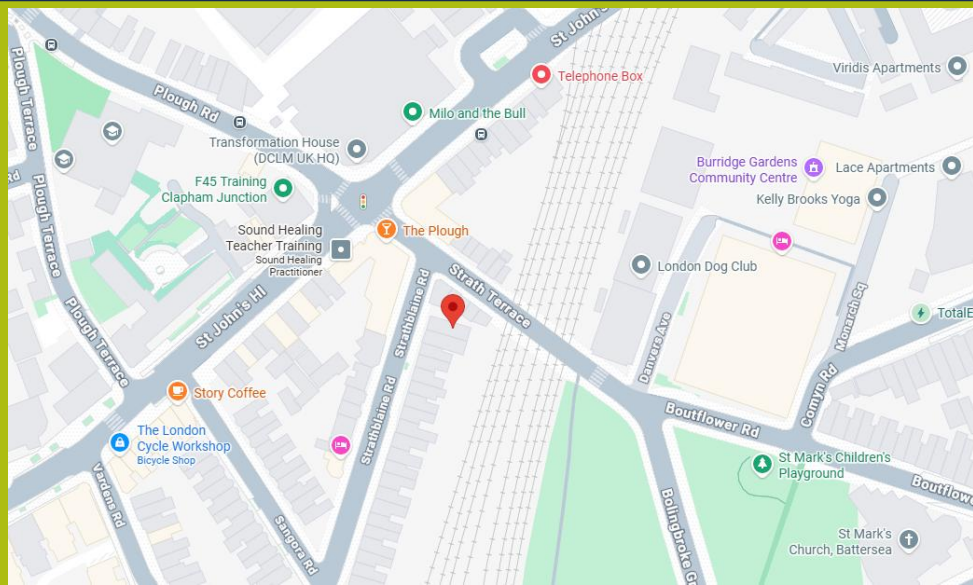 St John's
Plough Terrace
Plough Rd
Telephone Box
Viridis Apartments
Milo and the Bull
Transformation House
(DCLM UK HQ)
F45 Training
Clapham Junction
Burridge Gardens
Community Centre
Lace Apartments
Kelly Brooks Yoga
Rd
Plough Terrace
Sound Healing
Teacher Training
Sound Healing
Practitioner
The Plough
London Dog Club
Strath Terrace
St John's Hl
Strathblaine Rd
Plough Terrace
Danvers Ave
Monarch Sq
TotalE
Story Coffee
Comyn Rd
Boutflower Rd
The London
Cycle Workshop
Bicycle Shop
Strathblaine Rd
Vardens Rd
Sangora Rd
St Mark's Children's
Playground
Boutflowe
Bolingbroke Gr
St Mark's
Church, Battersea